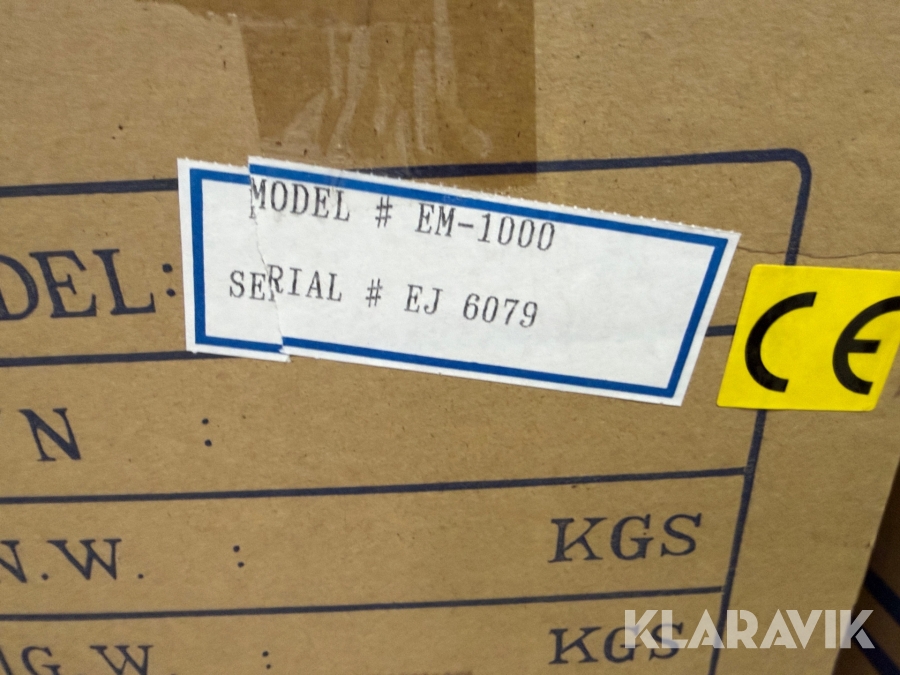 MODEL # EM-1000
SERIAL # EJ 6079
DEL:
CE
N :
N.W. : KGS
G.W. : KGS
KLARAVIK